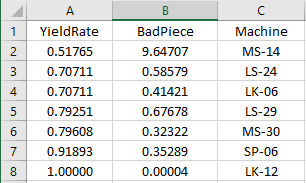 A B C
1 YieldRate BadPiece Machine
2 0.51765 9.64707 MS-14
3 0.70711 0.58579 LS-24
4 0.70711 0.41421 LK-06
5 0.79251 0.67678 LS-29
6 0.79608 0.32322 MS-30
7 0.91893 0.35289 SP-06
8 1.00000 0.00004 LK-12